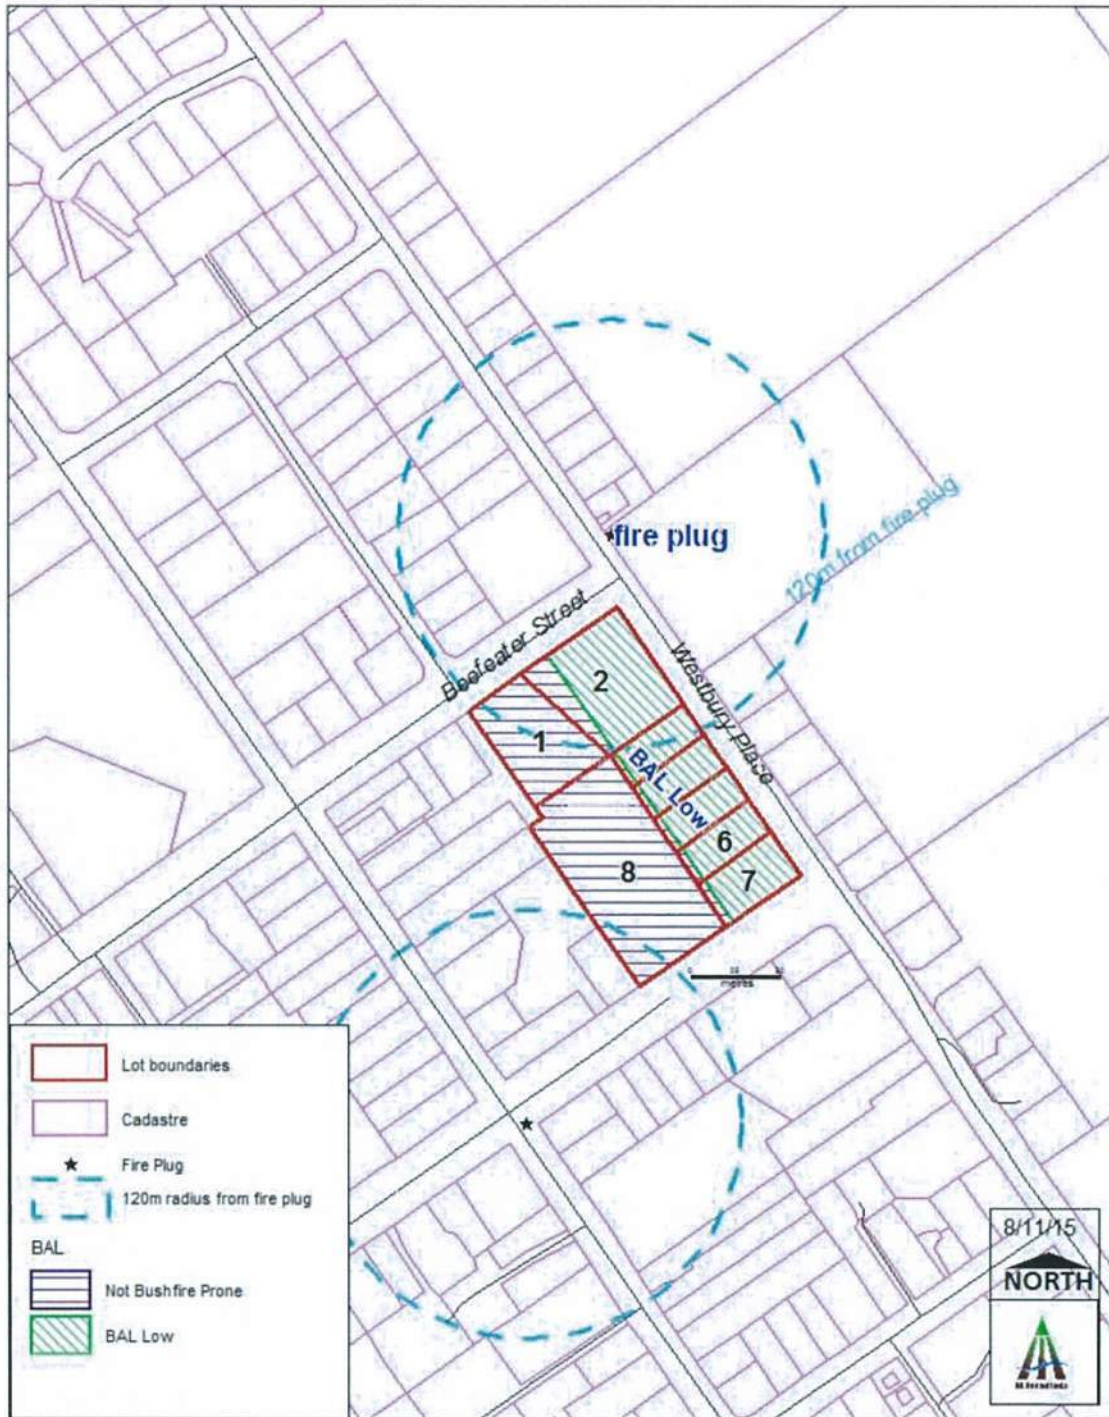 fire plug
120m from fire plug
Beefeater Street
Westbury Place
2
1
BAL Low
6
8
7
metres
Lot boundaries
Cadastre
Fire Plug
120m radius from fire plug
BAL
Not Bushfire Prone
BAL Low
8/11/15
NORTH